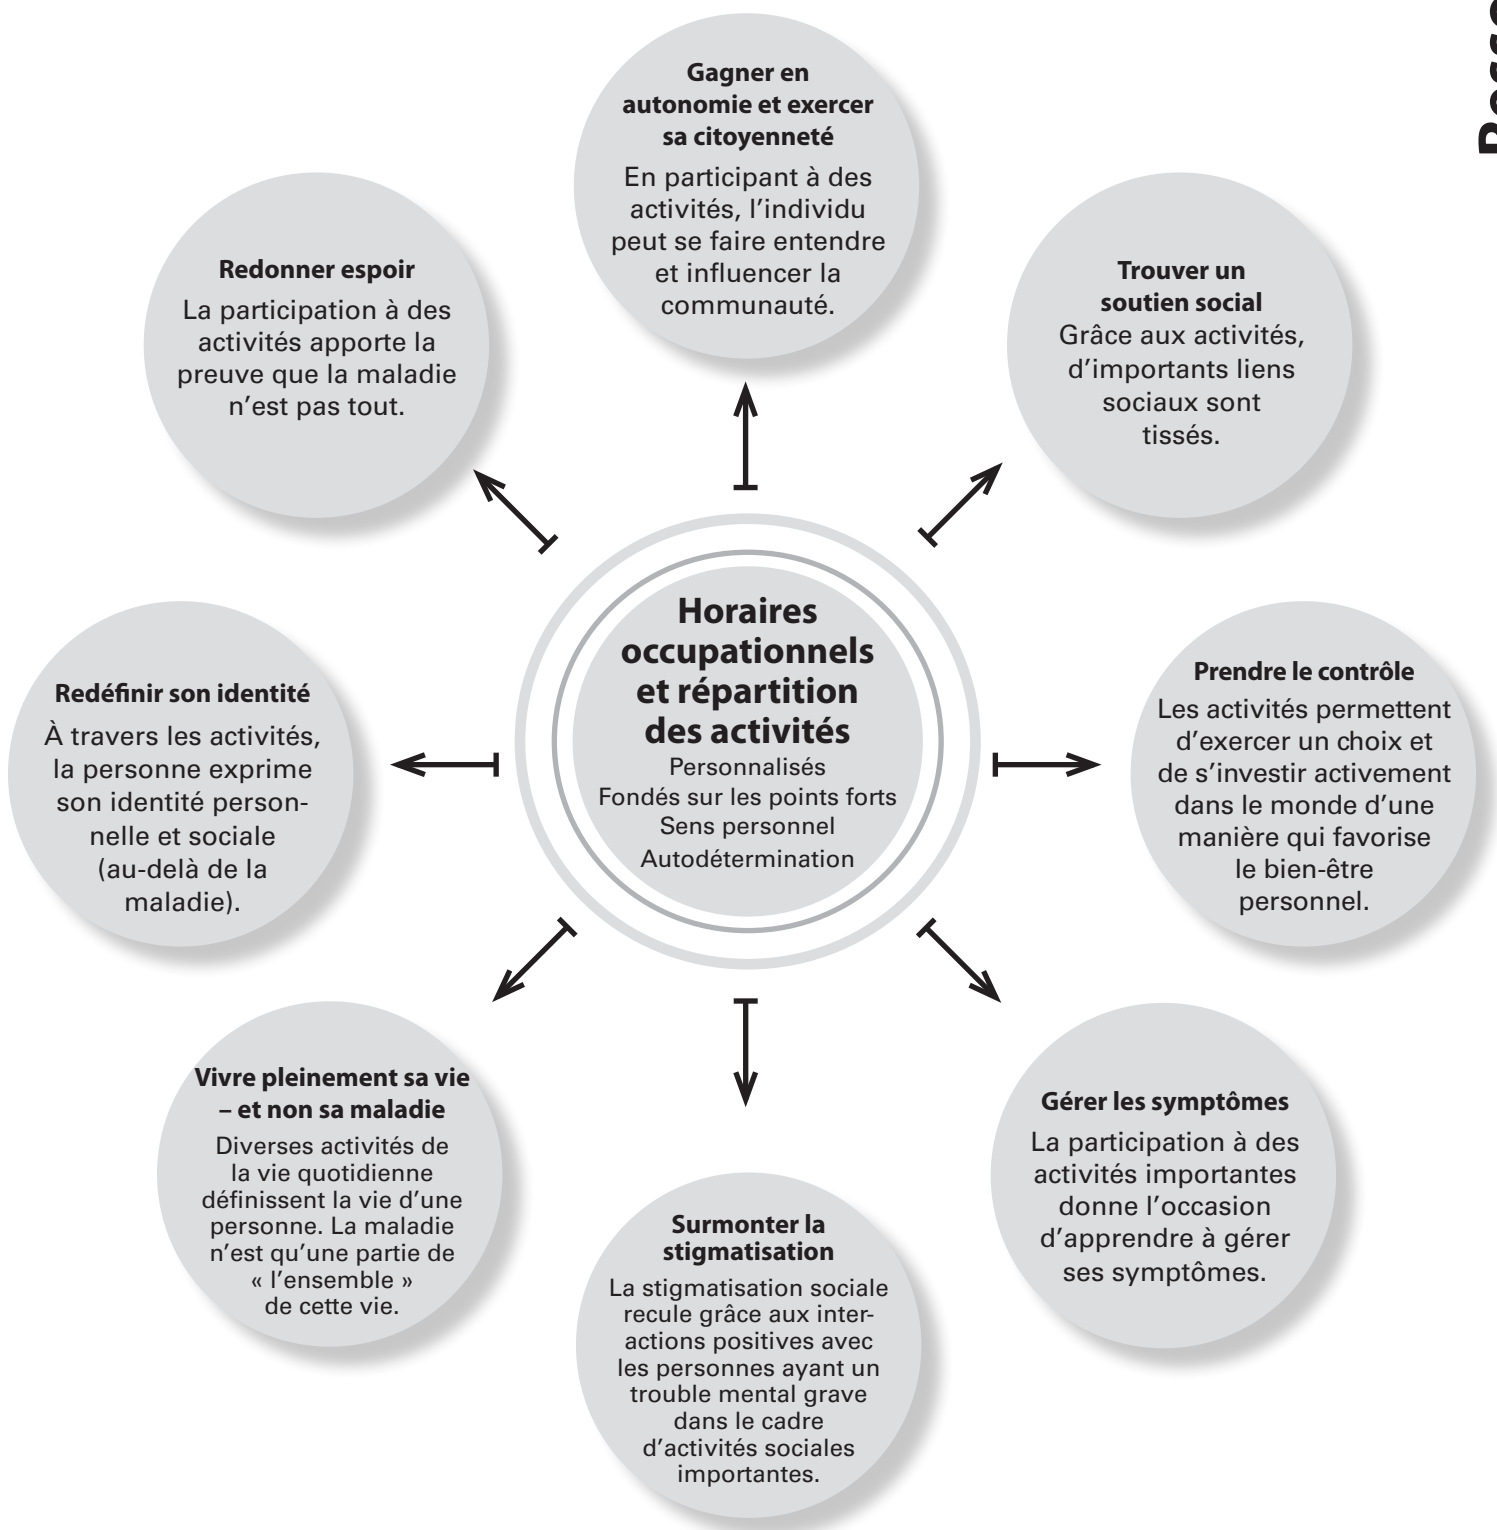 Gagner en
autonomie et exercer
sa citoyenneté
En participant à des
activités, l'individu
peut se faire entendre
et influencer la
communauté.
Trouver un
soutien social
Grâce aux activités,
d'importants liens
sociaux sont
tissés.
Prendre le contrôle
Les activités permettent
d'exercer un choix et
de s'investir activement
dans le monde d'une
manière qui favorise
le bien-être
personnel.
Gérer les symptômes
La participation à des
activités importantes
donne l'occasion
d'apprendre à gérer
ses symptômes.
Surmonter la
stigmatisation
La stigmatisation sociale
recule grâce aux inter-
actions positives avec
les personnes ayant un
trouble mental grave
dans le cadre
d'activités sociales
importantes.
Vivre pleinement sa vie
– et non sa maladie
Diverses activités de
la vie quotidienne
définissent la vie d'une
personne. La maladie
n'est qu'une partie de
« l'ensemble »
de cette vie.
Redéfinir son identité
À travers les activités,
la personne exprime
son identité person-
nelle et sociale
(au-delà de la
maladie).
Redonner espoir
La participation à des
activités apporte la
preuve que la maladie
n'est pas tout.
Horaires
occupationnels
et répartition
des activités
Personnalisés
Fondés sur les points forts
Sens personnel
Autodétermination